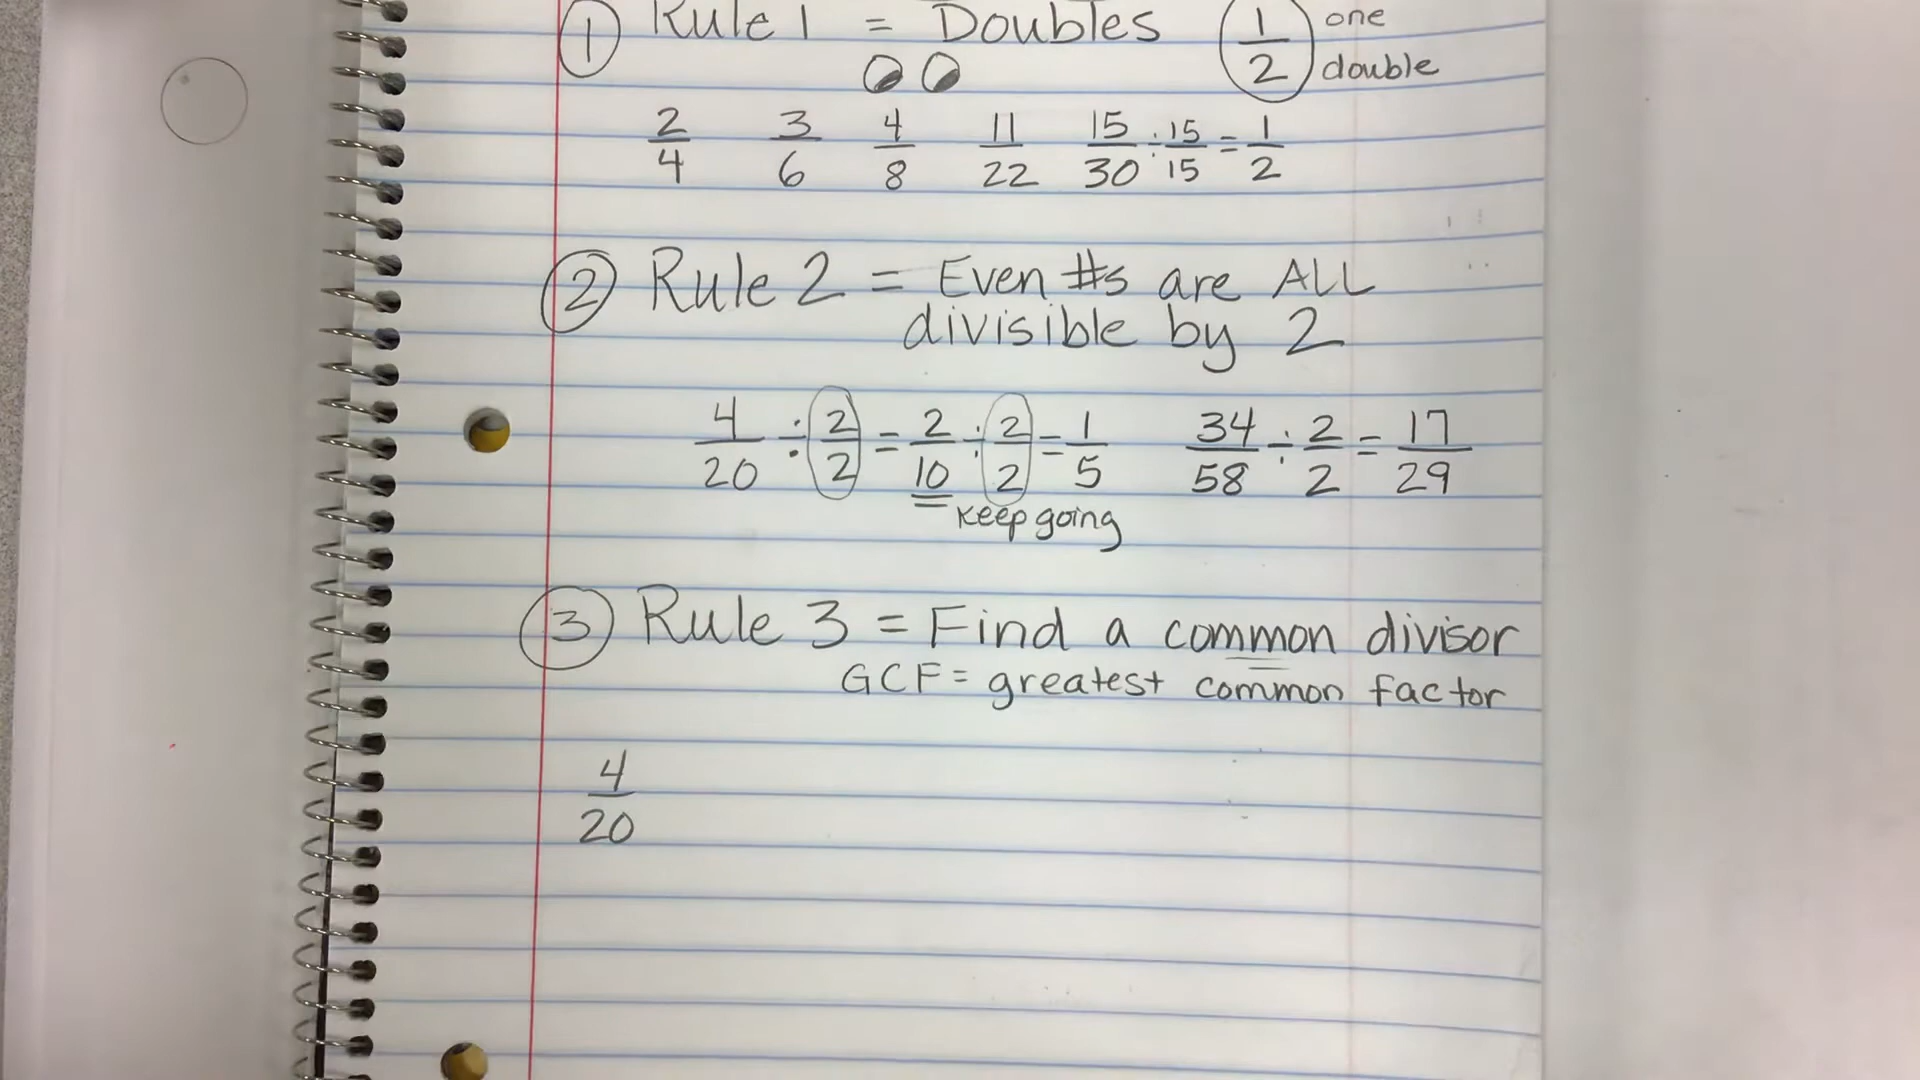 ① Rule 1 = Doubles 1/2 one double
2/4 3/6 4/8 11/22 15/30 ÷ 15/15 = 1/2
② Rule 2 = Even #s are ALL
divisible by 2
4/20 ÷ 2/2 = 2/10 ÷ 2/2 = 1/5 34/58 ÷ 2/2 = 17/29
keep going
③ Rule 3 = Find a common divisor
GCF = greatest common factor
4/20